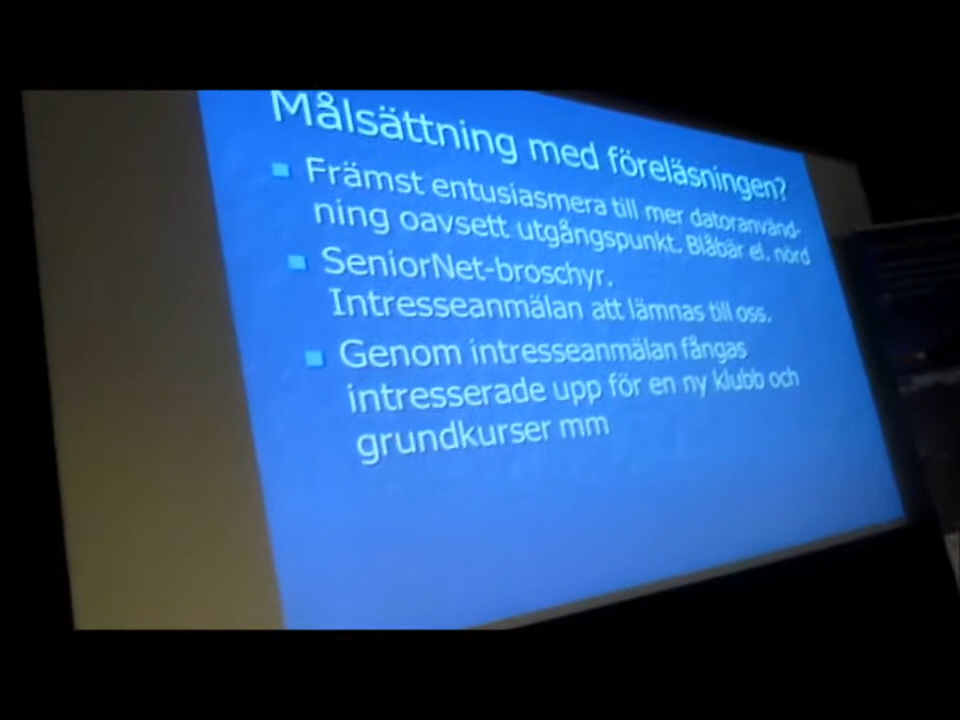 Målsättning med föreläsningen?
Främst entusiasmera till mer datoranvänd-
ning oavsett utgångspunkt. Blåbär el. nörd
SeniorNet-broschyr.
Intresseanmälan att lämnas till oss.
Genom intresseanmälan fångas
intresserade upp för en ny klubb och
grundkurser mm